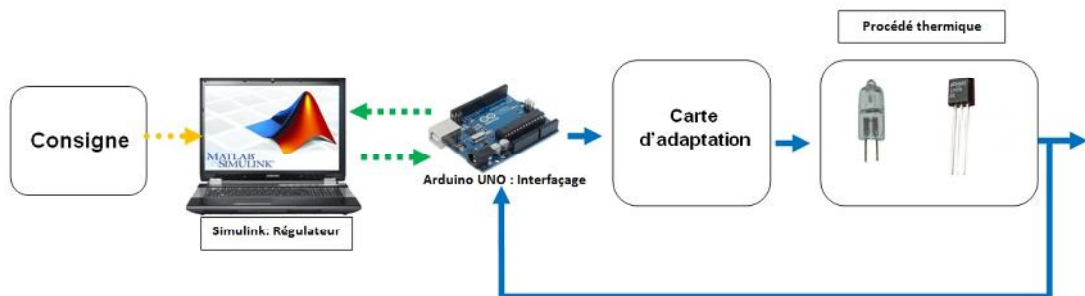 Procédé thermique
Consigne
MATLAB
SIMULINK
Carte
d'adaptation
Arduino UNO : Interfaçage
Simulink: Régulateur